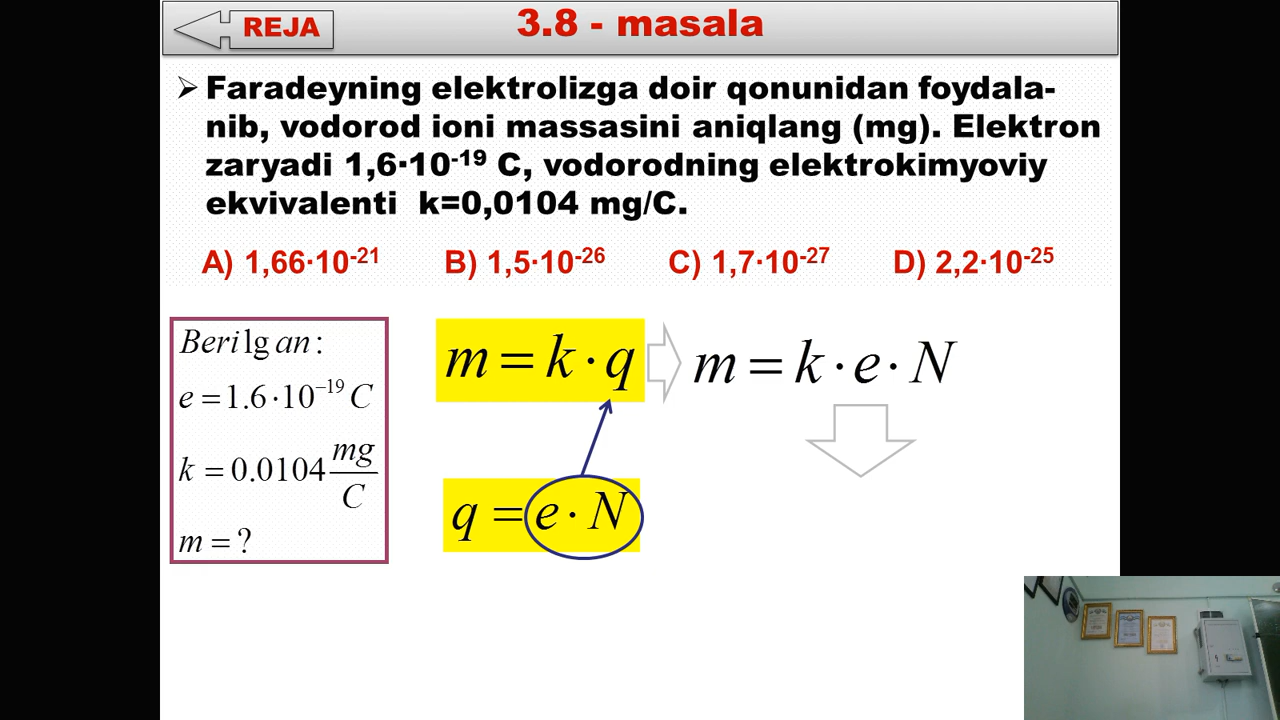 REJA
3.8 - masala
➢ Faradeyning elektrolizga doir qonunidan foydala-
nib, vodorod ioni massasini aniqlang (mg). Elektron
zaryadi 1,6·10⁻¹⁹ C, vodorodning elektrokimyoviy
ekvivalenti k=0,0104 mg/C.
A) 1,66·10⁻²¹ B) 1,5·10⁻²⁶ C) 1,7·10⁻²⁷ D) 2,2·10⁻²⁵
Berilgan:
e = 1.6·10⁻¹⁹ C
k = 0.0104 mg/C
m = ?
m = k · q
m = k · e · N
q = e · N